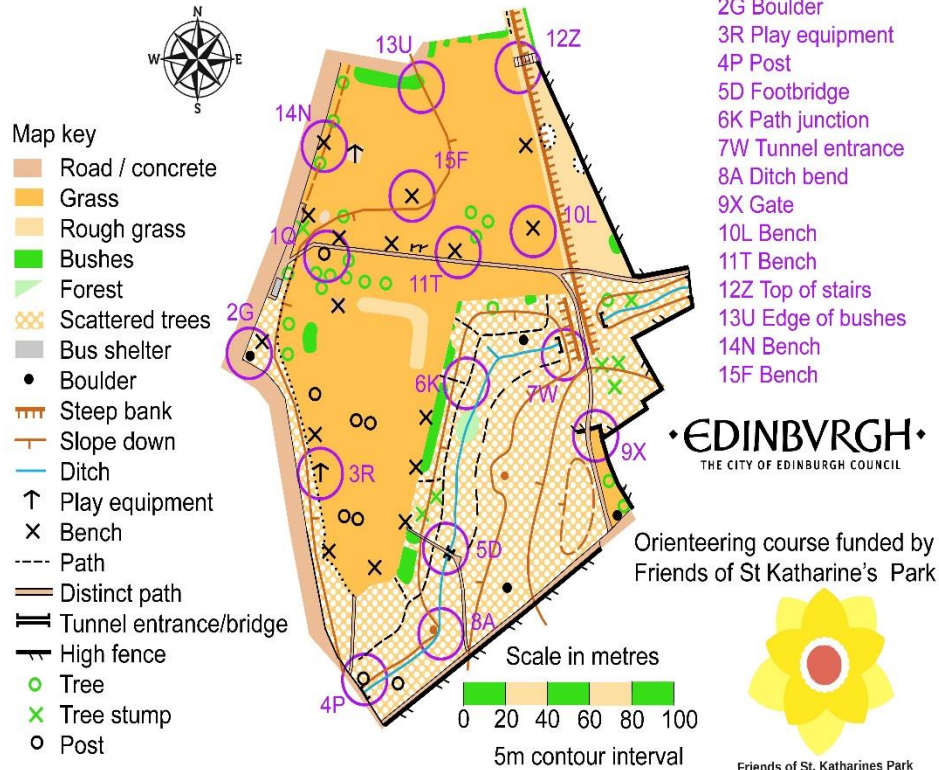 N
W E
S
Map key
Road / concrete
Grass
Rough grass
Bushes
Forest
Scattered trees
Bus shelter
Boulder
Steep bank
Slope down
Ditch
Play equipment
Bench
Path
Distinct path
Tunnel entrance/bridge
High fence
Tree
Tree stump
Post
13U
12Z
14N
15F
1Q
10L
11T
2G
6K
7W
9X
3R
5D
8A
4P
2G Boulder
3R Play equipment
4P Post
5D Footbridge
6K Path junction
7W Tunnel entrance
8A Ditch bend
9X Gate
10L Bench
11T Bench
12Z Top of stairs
13U Edge of bushes
14N Bench
15F Bench
·EDINBVRGH·
THE CITY OF EDINBURGH COUNCIL
Orienteering course funded by
Friends of St Katharine's Park
Scale in metres
0 20 40 60 80 100
5m contour interval
Friends of St. Katharines Park